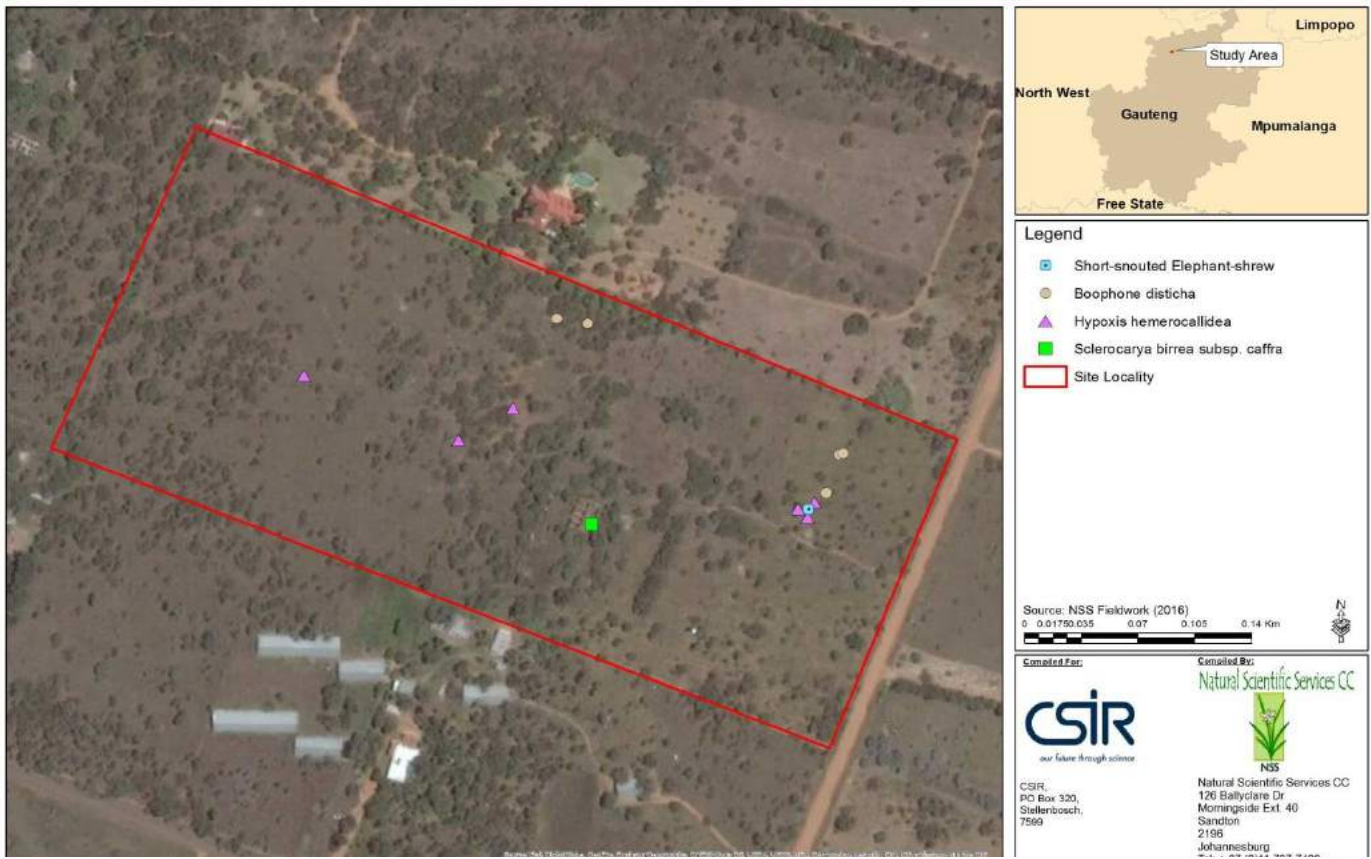 Limpopo
Study Area
North West
Gauteng
Mpumalanga
Free State
Legend
Short-snouted Elephant-shrew
Boophone disticha
Hypoxis hemerocallidea
Sclerocarya birrea subsp. caffra
Site Locality
Source: NSS Fieldwork (2016)
N
0 0.01750.035 0.07 0.105 0.14 Km
Compiled For:
CSIR
our future through science
CSIR,
PO Box 320,
Stellenbosch,
7599
Compiled By:
Natural Scientific Services CC
NSS
Natural Scientific Services CC
126 Ballyclare Dr
Morningside Ext. 40
Sandton
2196
Johannesburg